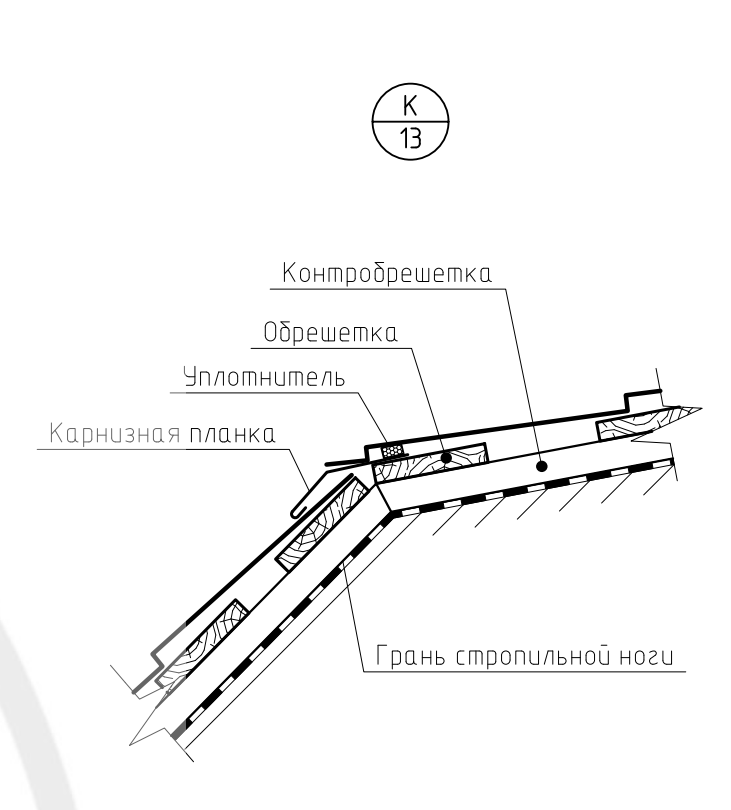 К
13
Контробрешетка
Обрешетка
Уплотнитель
Карнизная планка
Грань стропильной ноги